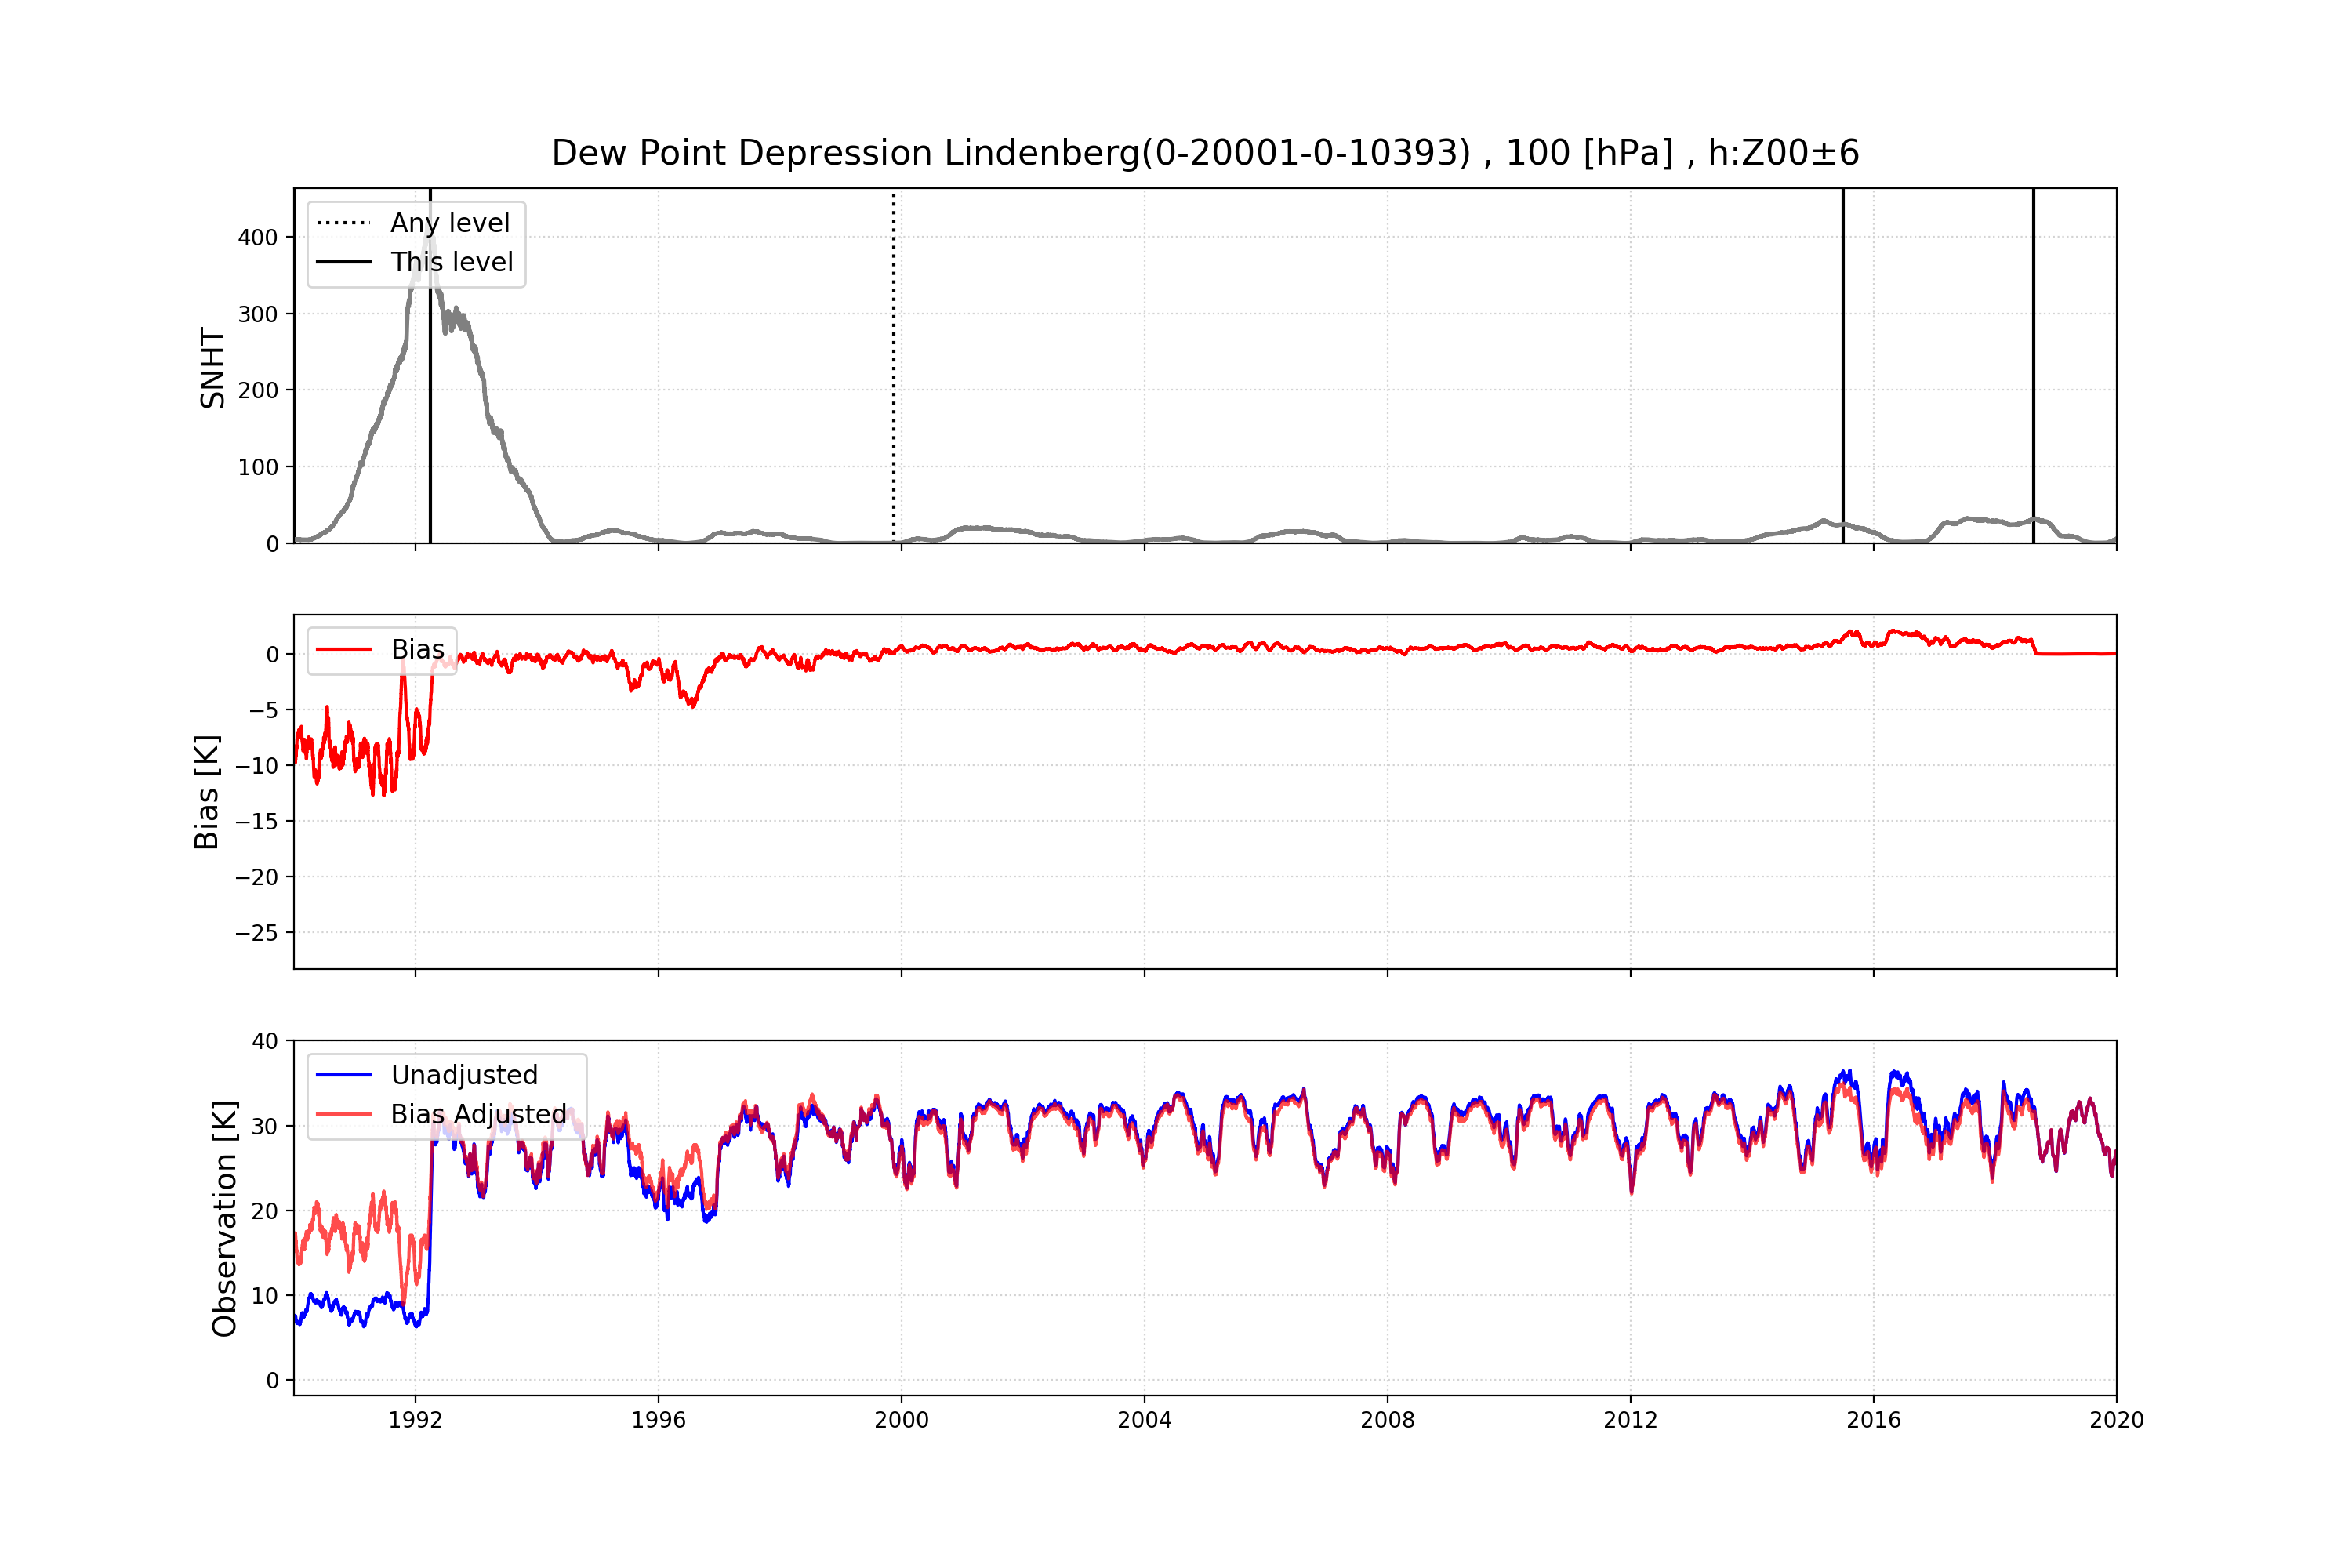 Dew Point Depression Lindenberg(0-20001-0-10393) , 100 [hPa] , h:Z00±6
SNHT
400
300
200
100
0
Any level
This level
Bias [K]
0
−5
−10
−15
−20
−25
Bias
Observation [K]
40
30
20
10
0
Unadjusted
Bias Adjusted
1992 1996 2000 2004 2008 2012 2016 2020